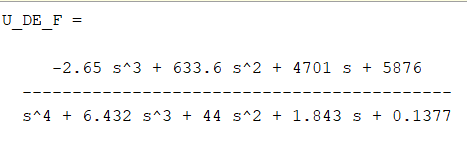 U_DE_F =
-2.65 s^3 + 633.6 s^2 + 4701 s + 5876
-------------------------------------------
s^4 + 6.432 s^3 + 44 s^2 + 1.843 s + 0.1377